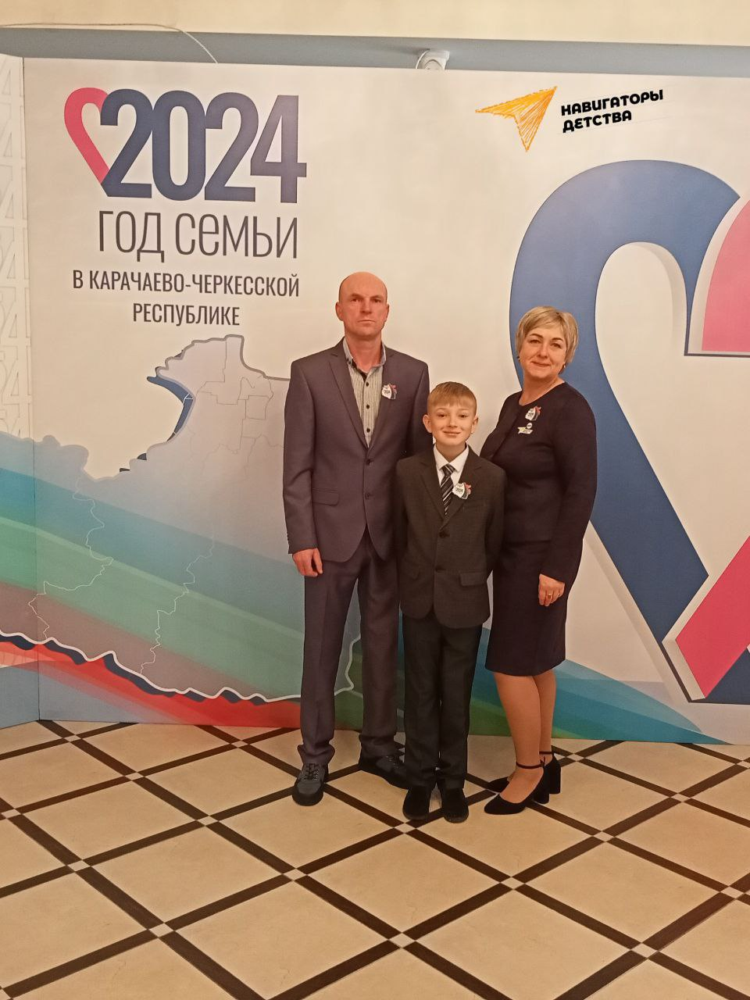 2024
ГОД СЕМЬИ
В КАРАЧАЕВО-ЧЕРКЕССКОЙ
РЕСПУБЛИКЕ
НАВИГАТОРЫ
ДЕТСТВА